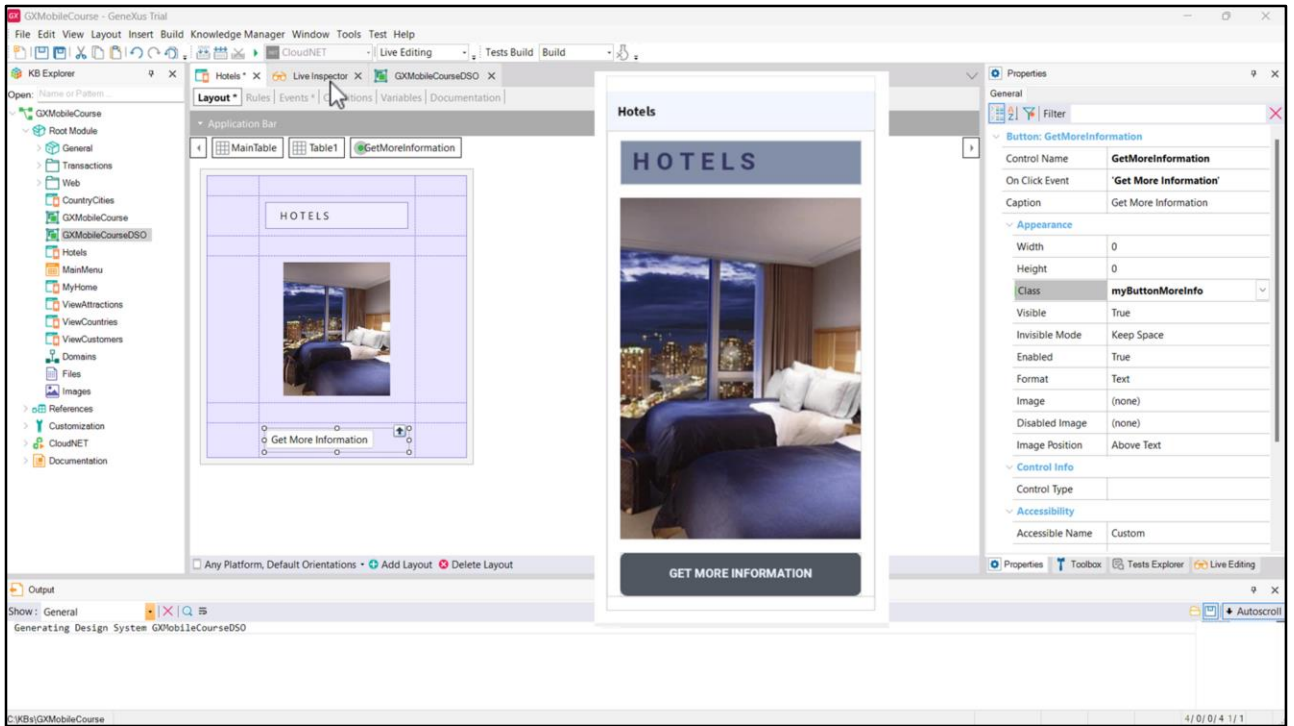 GX GXMobileCourse - GeneXus Trial
File Edit View Layout Insert Build Knowledge Manager Window Tools Test Help
CloudNET Live Editing Tests Build Build
KB Explorer
Open: Name or Pattern...
GXMobileCourse
Root Module
General
Transactions
Web
CountryCities
GXMobileCourse
GXMobileCourseDSO
Hotels
MainMenu
MyHome
ViewAttractions
ViewCountries
ViewCustomers
Domains
Files
Images
References
Customization
CloudNET
Documentation
Hotels * X Live Inspector X GXMobileCourseDSO X
Layout * | Rules | Events * | Variables | Documentation |
Application Bar
MainTable Table1 GetMoreInformation
HOTELS
Get More Information
Any Platform, Default Orientations Add Layout Delete Layout
Hotels
HOTELS
GET MORE INFORMATION
Properties
General
Filter
Button: GetMoreInformation
Control Name GetMoreInformation
On Click Event 'Get More Information'
Caption Get More Information
Appearance
Width 0
Height 0
Class myButtonMoreInfo
Visible True
Invisible Mode Keep Space
Enabled True
Format Text
Image (none)
Disabled Image (none)
Image Position Above Text
Control Info
Control Type
Accessibility
Accessible Name Custom
Properties Toolbox Tests Explorer Live Editing
Output
Show: General
Autoscroll
Generating Design System GXMobileCourseDSO
C:\KBs\GXMobileCourse
4/ 0/ 0/ 4 1/ 1